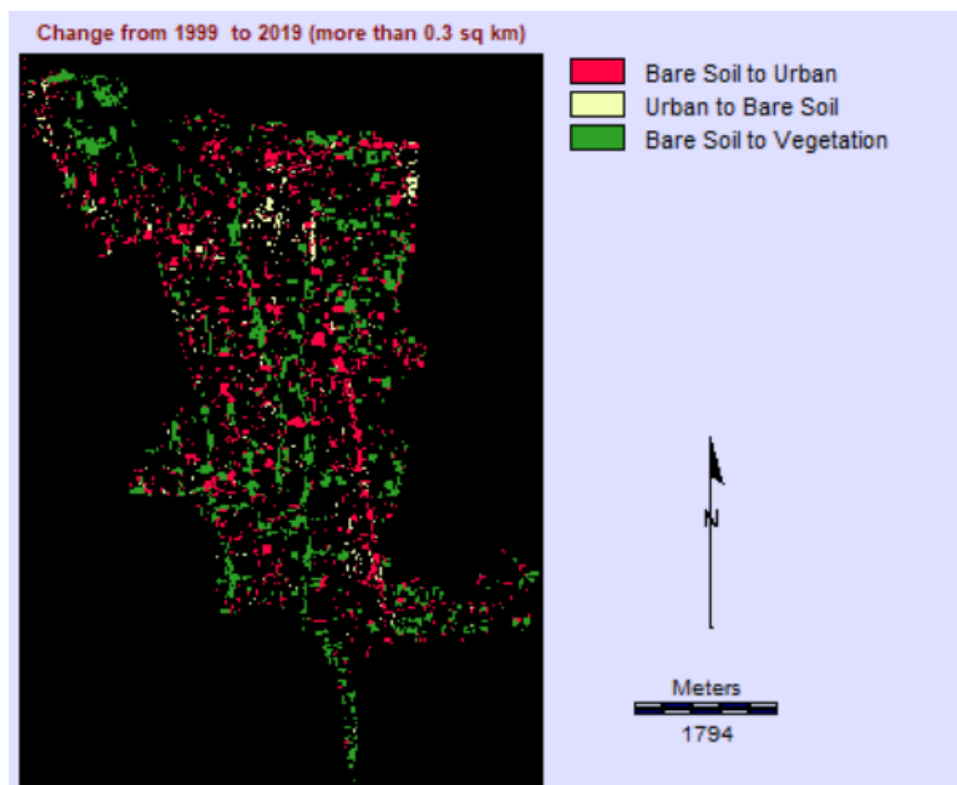 Change from 1999 to 2019 (more than 0.3 sq km)
Bare Soil to Urban
Urban to Bare Soil
Bare Soil to Vegetation
N
Meters
1794